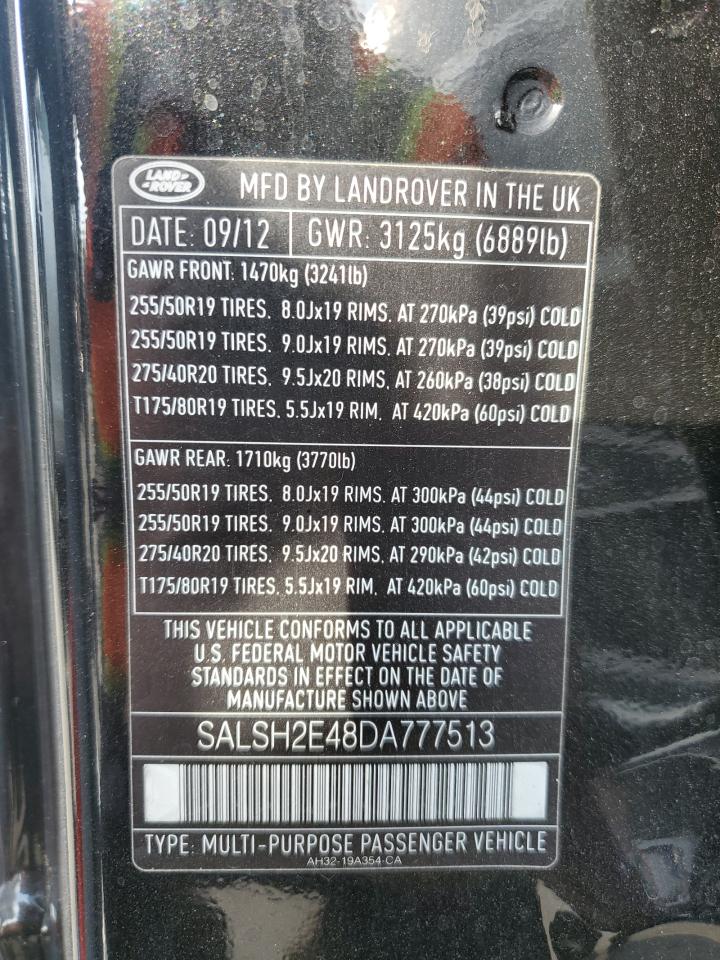 LAND-
-ROVER
MFD BY LANDROVER IN THE UK
DATE: 09/12 GWR: 3125kg (6889lb)
GAWR FRONT: 1470kg (3241lb)
255/50R19 TIRES, 8.0Jx19 RIMS, AT 270kPa (39psi) COLD
255/50R19 TIRES, 9.0Jx19 RIMS, AT 270kPa (39psi) COLD
275/40R20 TIRES, 9.5Jx20 RIMS, AT 260kPa (38psi) COLD
T175/80R19 TIRES, 5.5Jx19 RIM, AT 420kPa (60psi) COLD
GAWR REAR: 1710kg (3770lb)
255/50R19 TIRES, 8.0Jx19 RIMS, AT 300kPa (44psi) COLD
255/50R19 TIRES, 9.0Jx19 RIMS, AT 300kPa (44psi) COLD
275/40R20 TIRES, 9.5Jx20 RIMS, AT 290kPa (42psi) COLD
T175/80R19 TIRES, 5.5Jx19 RIM, AT 420kPa (60psi) COLD
THIS VEHICLE CONFORMS TO ALL APPLICABLE
U.S. FEDERAL MOTOR VEHICLE SAFETY
STANDARDS IN EFFECT ON THE DATE OF
MANUFACTURE SHOWN ABOVE
SALSH2E48DA777513
TYPE: MULTI-PURPOSE PASSENGER VEHICLE
AH32-19A354-CA